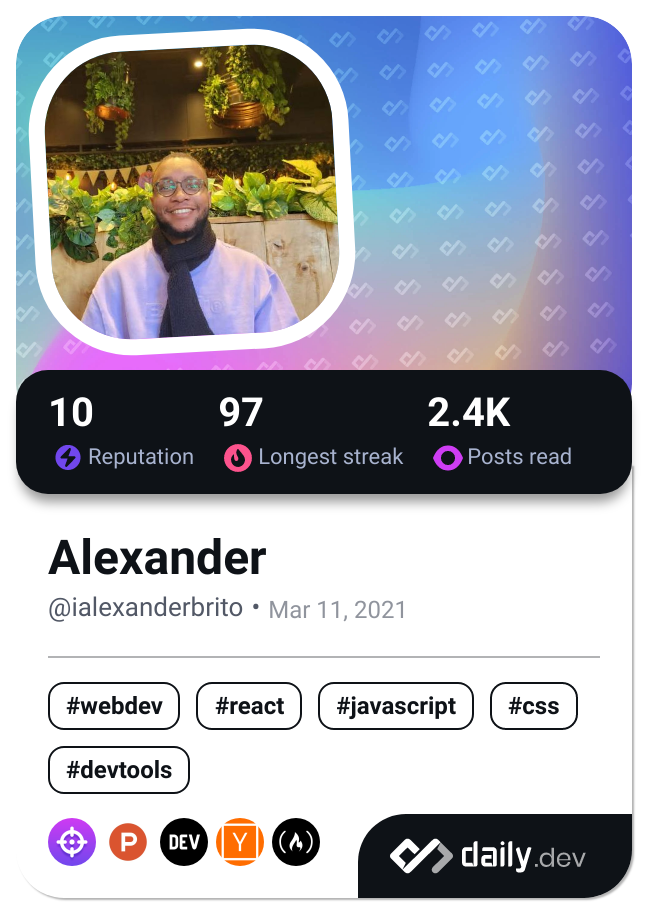 10 97 2.4K
Reputation Longest streak Posts read
Alexander
@ialexanderbrito • Mar 11, 2021
#webdev #react #javascript #css
#devtools
P DEV Y daily.dev